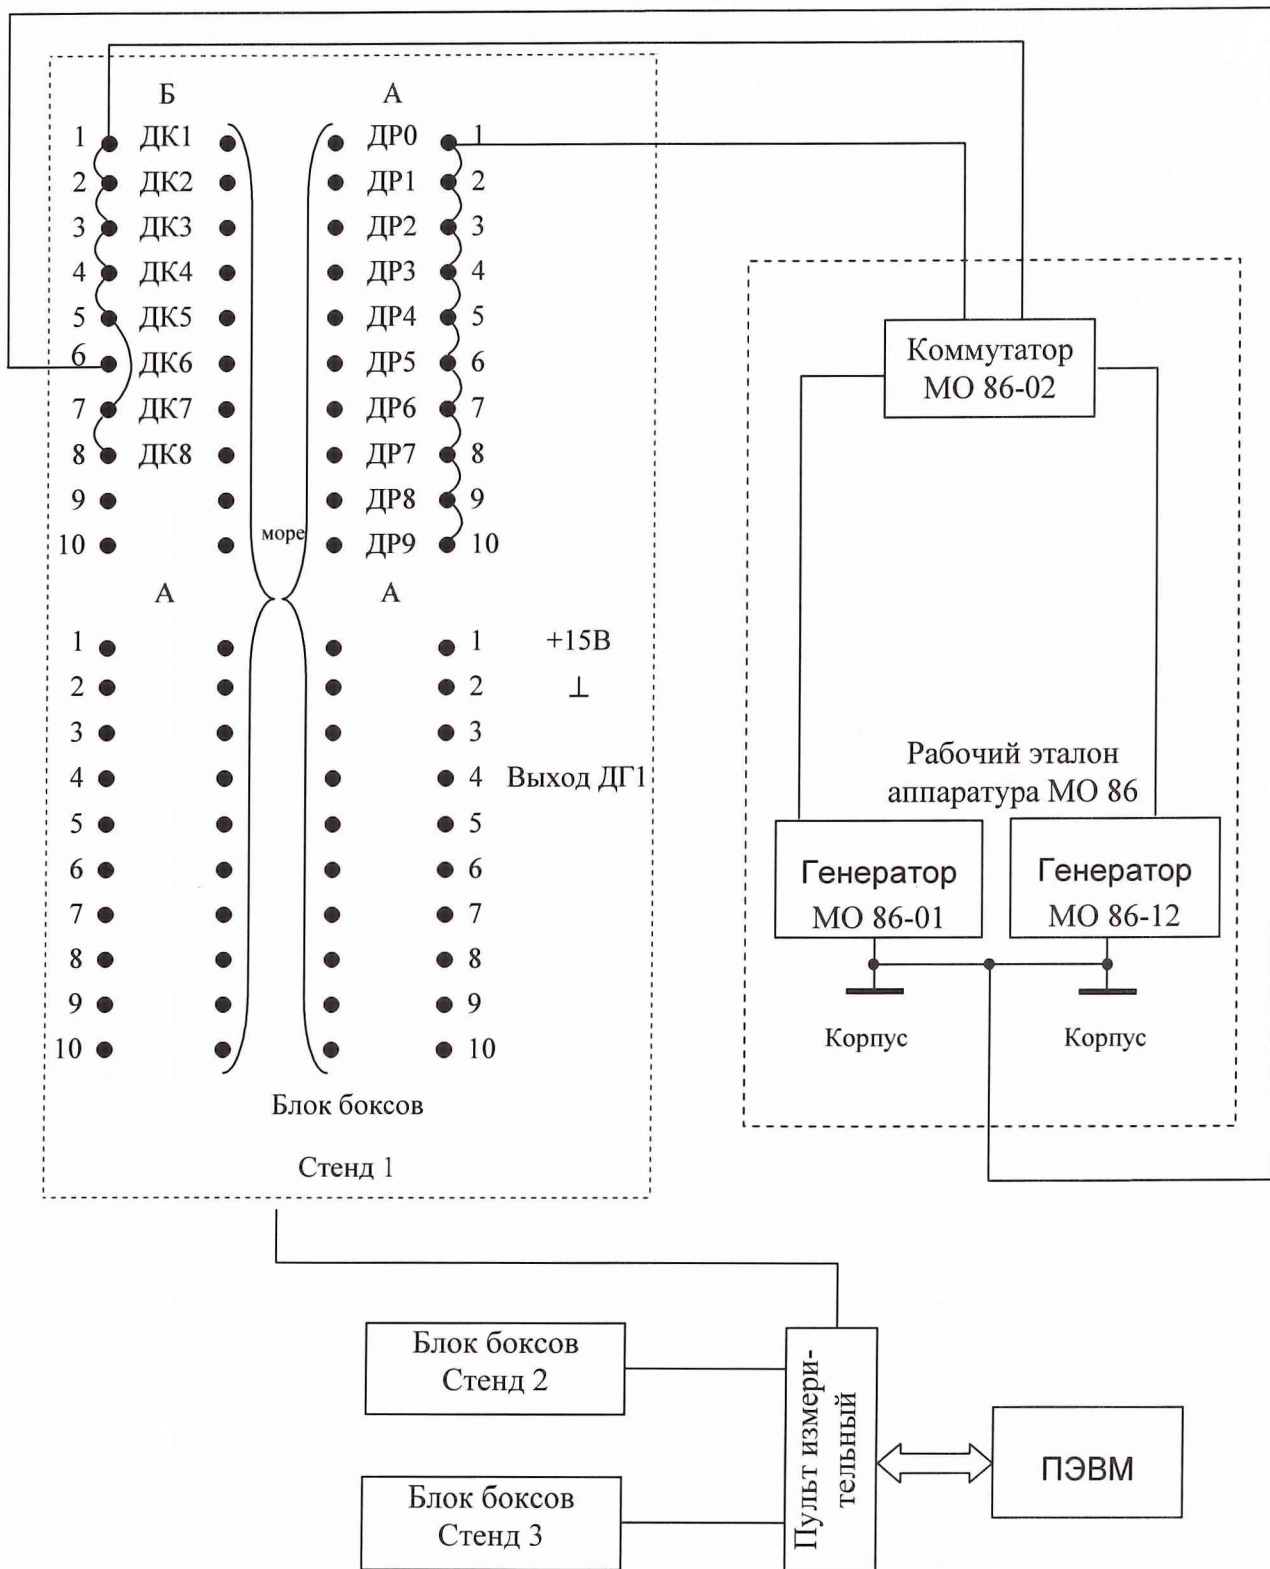 Б А
1 ДК1 ДР0 1
2 ДК2 ДР1 2
3 ДК3 ДР2 3
4 ДК4 ДР3 4
5 ДК5 ДР4 5
6 ДК6 ДР5 6
7 ДК7 ДР6 7
8 ДК8 ДР7 8
9 ДР8 9
10 море ДР9 10
А А
1 1 +15В
2 2 ⊥
3 3
4 4 Выход ДГ1
5 5
6 6
7 7
8 8
9 9
10 10
Блок боксов
Стенд 1
Коммутатор
МО 86-02
Рабочий эталон
аппаратура МО 86
Генератор
МО 86-01
Генератор
МО 86-12
Корпус
Корпус
Блок боксов
Стенд 2
Блок боксов
Стенд 3
Пульт измери-
тельный
ПЭВМ